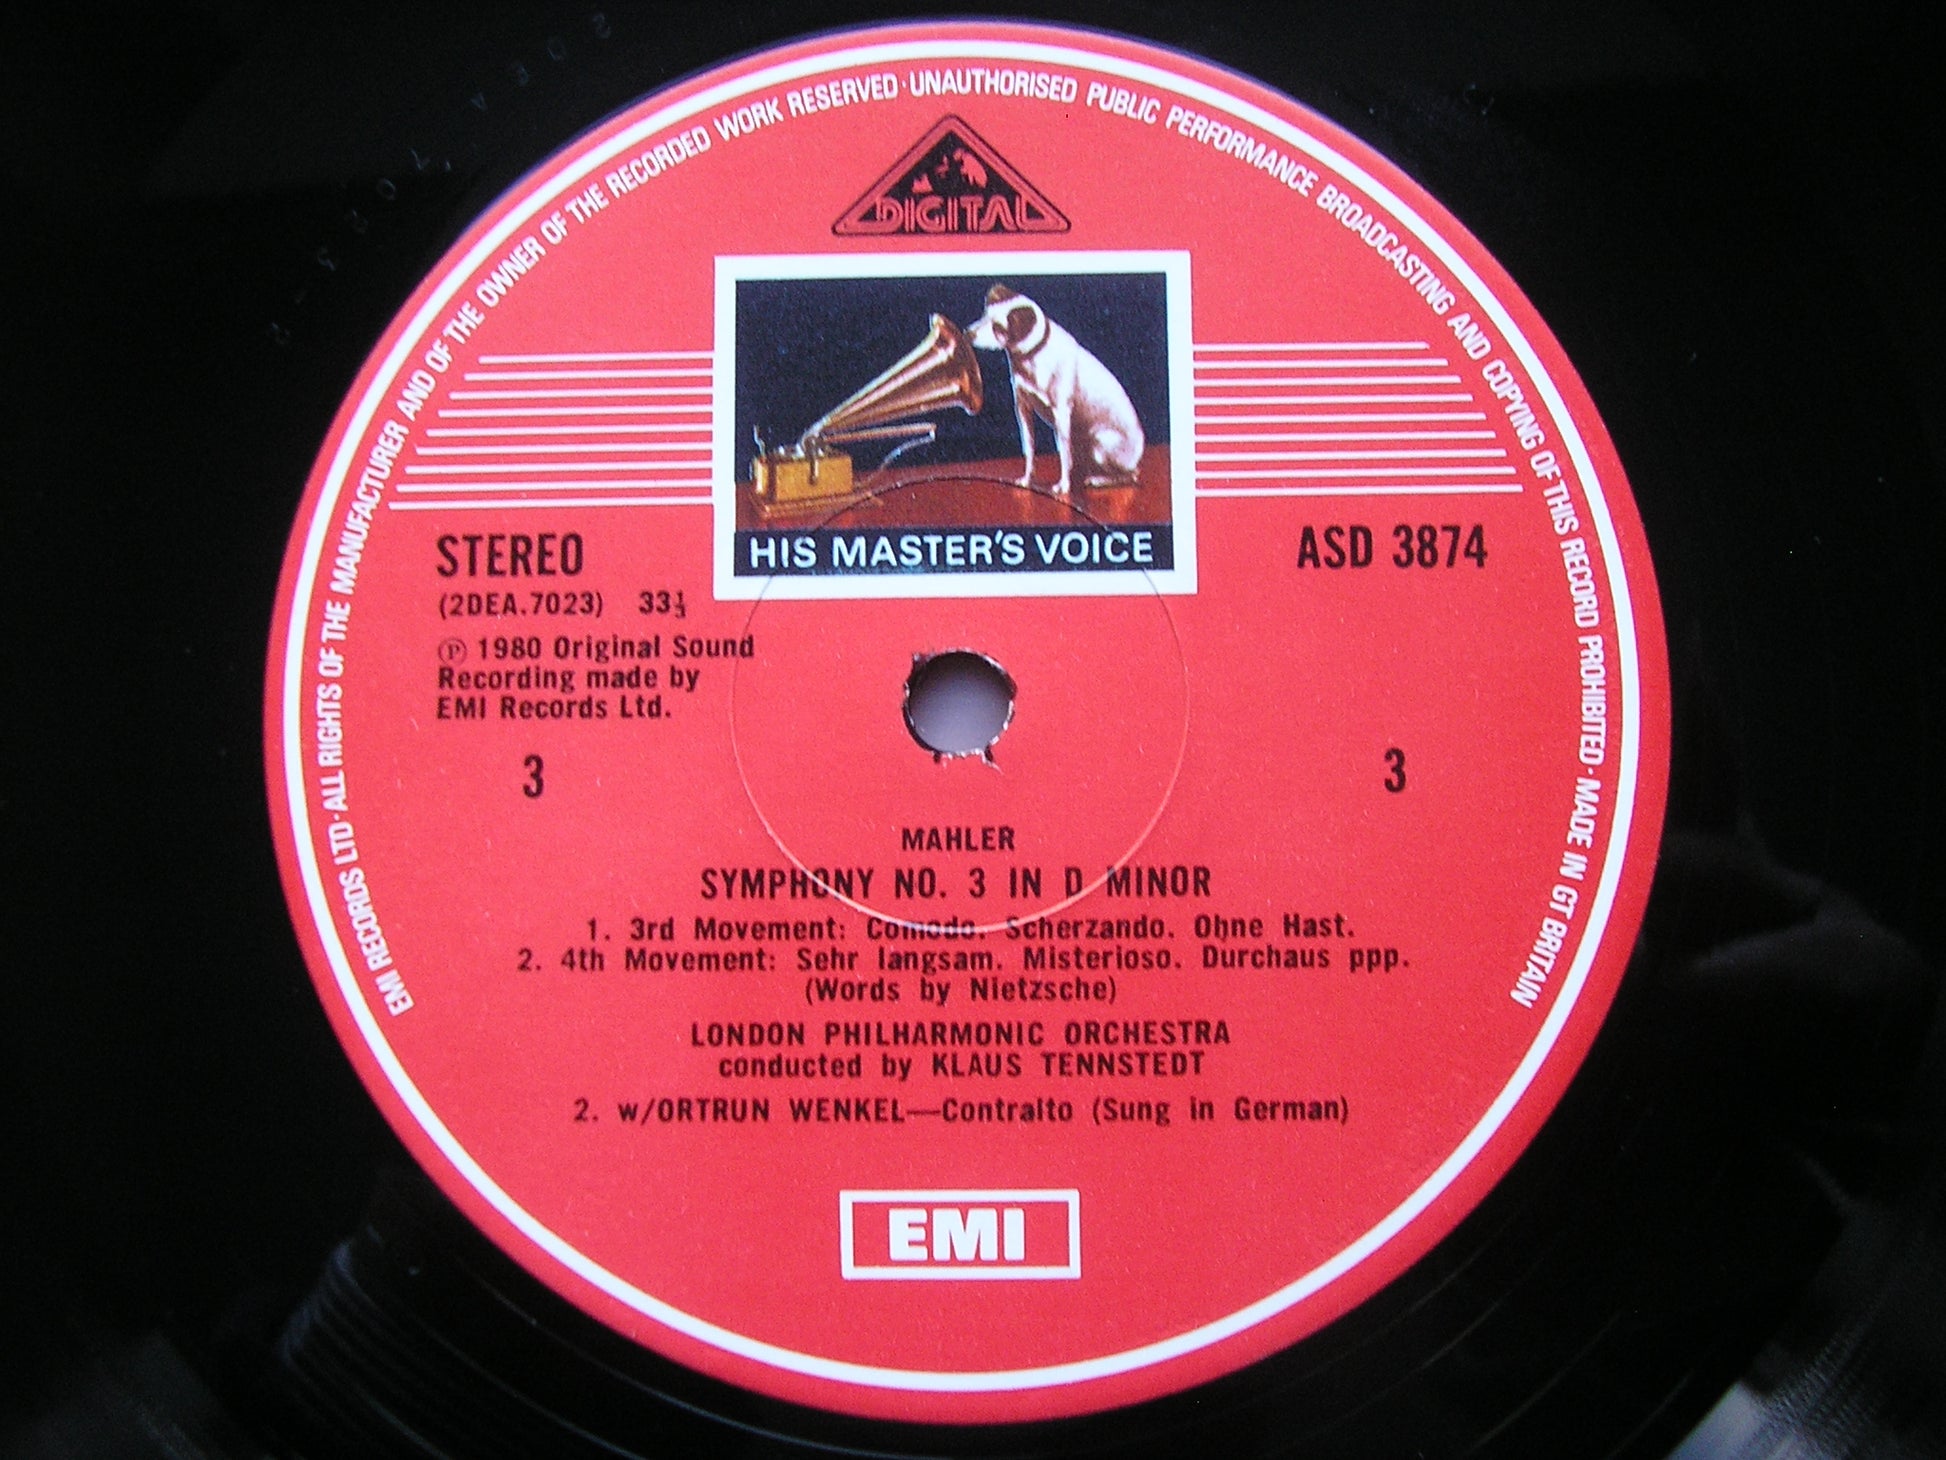 EMI RECORDS LTD · ALL RIGHTS OF THE MANUFACTURER AND OF THE OWNER OF THE RECORDED WORK RESERVED · UNAUTHORISED PUBLIC PERFORMANCE BROADCASTING AND COPYING OF THIS RECORD PROHIBITED · MADE IN GT BRITAIN
DIGITAL
HIS MASTER'S VOICE
STEREO
ASD 3874
(2DEA.7023) 33⅓
Ⓟ 1980 Original Sound
Recording made by
EMI Records Ltd.
3
3
MAHLER
SYMPHONY NO. 3 IN D MINOR
1. 3rd Movement: Comodo. Scherzando. Ohne Hast.
2. 4th Movement: Sehr langsam. Misterioso. Durchaus ppp.
(Words by Nietzsche)
LONDON PHILHARMONIC ORCHESTRA
conducted by KLAUS TENNSTEDT
2. w/ORTRUN WENKEL—Contralto (Sung in German)
EMI